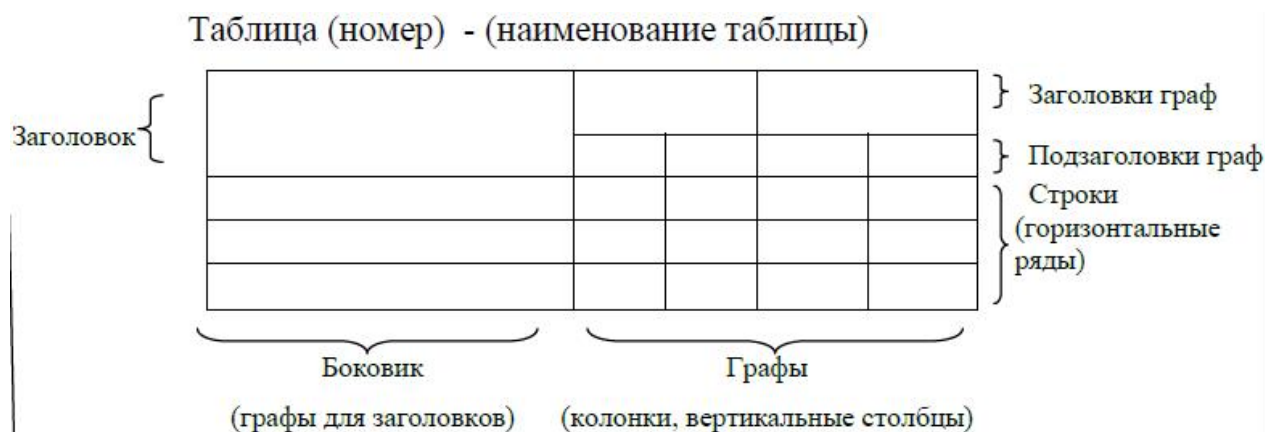 Таблица (номер) - (наименование таблицы)
Заголовок
Заголовки граф
Подзаголовки граф
Строки
(горизонтальные
ряды)
Боковик
(графы для заголовков)
Графы
(колонки, вертикальные столбцы)